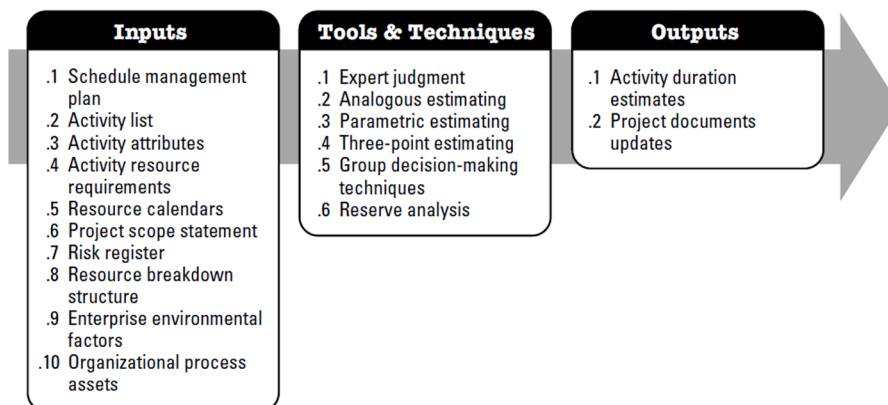 Inputs
.1 Schedule management
plan
.2 Activity list
.3 Activity attributes
.4 Activity resource
requirements
.5 Resource calendars
.6 Project scope statement
.7 Risk register
.8 Resource breakdown
structure
.9 Enterprise environmental
factors
.10 Organizational process
assets
Tools & Techniques
.1 Expert judgment
.2 Analogous estimating
.3 Parametric estimating
.4 Three-point estimating
.5 Group decision-making
techniques
.6 Reserve analysis
Outputs
.1 Activity duration
estimates
.2 Project documents
updates